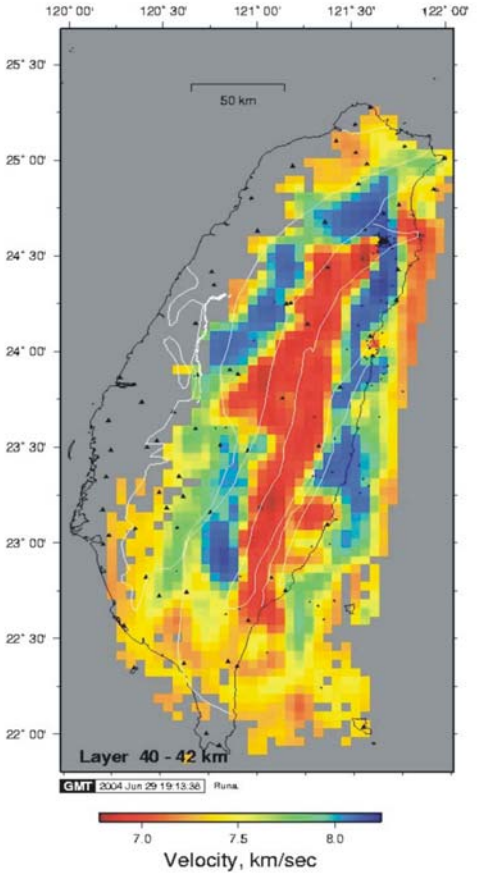 120° 00' 120° 30' 121° 00' 121° 30' 122° 00'
25° 30'
50 km
25° 00'
24° 30'
24° 00'
23° 30'
23° 00'
22° 30'
22° 00'
Layer 40 - 42 km
GMT 2004 Jun 29 19:13:38 Runa
7.0 7.5 8.0
Velocity, km/sec